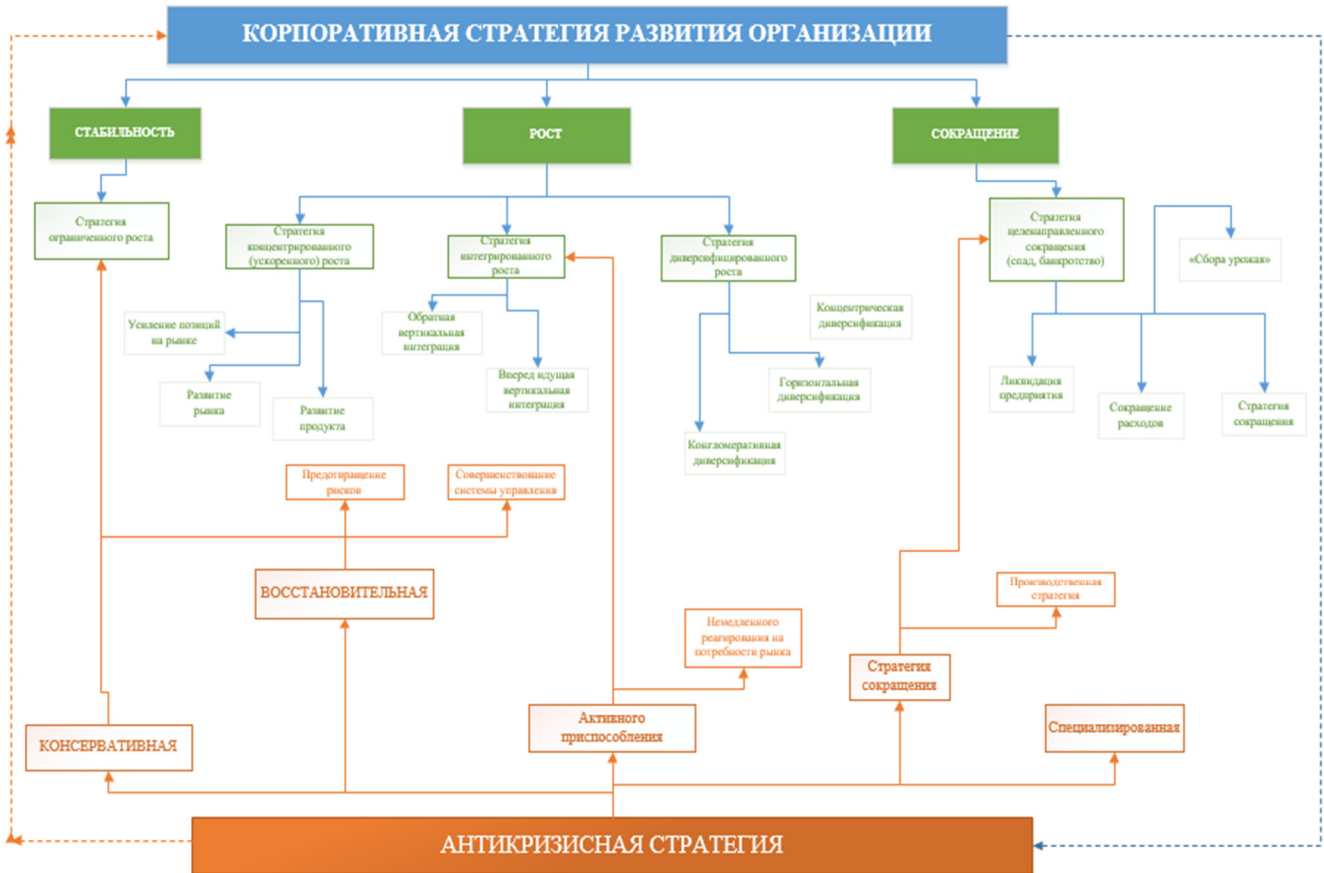 КОРПОРАТИВНАЯ СТРАТЕГИЯ РАЗВИТИЯ ОРГАНИЗАЦИИ
СТАБИЛЬНОСТЬ
РОСТ
СОКРАЩЕНИЕ
Стратегия
ограниченного роста
Стратегия
концентрированного
(ускоренного) роста
Стратегия
интегрированного
роста
Стратегия
диверсифицированного
роста
Стратегия
целенаправленного
сокращения
(спад, банкротство)
«Сбора урожая»
Усиление позиций
на рынке
Обратная
вертикальная
интеграция
Концентрическая
диверсификация
Развитие
рынка
Развитие
продукта
Вперед идущая
вертикальная
интеграция
Горизонтальная
диверсификация
Ликвидация
предприятия
Сокращение
расходов
Стратегия
сокращения
Конгломеративная
диверсификация
Предотвращение
рисков
Совершенствование
системы управления
ВОССТАНОВИТЕЛЬНАЯ
Производственная
стратегия
Немедленного
реагирования на
потребности рынка
Стратегия
сокращения
КОНСЕРВАТИВНАЯ
Активного
приспособления
Специализированная
АНТИКРИЗИСНАЯ СТРАТЕГИЯ